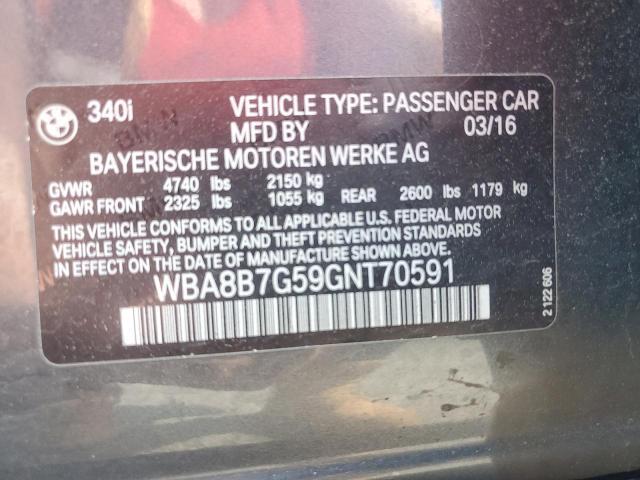 340i VEHICLE TYPE: PASSENGER CAR
MFD BY 03/16
BAYERISCHE MOTOREN WERKE AG
GVWR 4740 lbs 2150 kg
GAWR FRONT 2325 lbs 1055 kg REAR 2600 lbs 1179 kg
THIS VEHICLE CONFORMS TO ALL APPLICABLE U.S. FEDERAL MOTOR
VEHICLE SAFETY, BUMPER AND THEFT PREVENTION STANDARDS
IN EFFECT ON THE DATE OF MANUFACTURE SHOWN ABOVE.
WBA8B7G59GNT70591
2 122 606